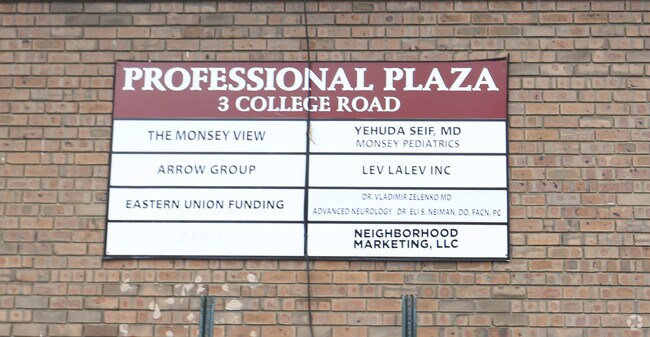 PROFESSIONAL PLAZA
3 COLLEGE ROAD
THE MONSEY VIEW
ARROW GROUP
EASTERN UNION FUNDING
YEHUDA SEIF, MD
MONSEY PEDIATRICS
LEV LALEV INC
DR. VLADIMIR ZELENKO MD
ADVANCED NEUROLOGY DR. ELI S. NEIMAN, DO, FACN, PC
NEIGHBORHOOD
MARKETING, LLC